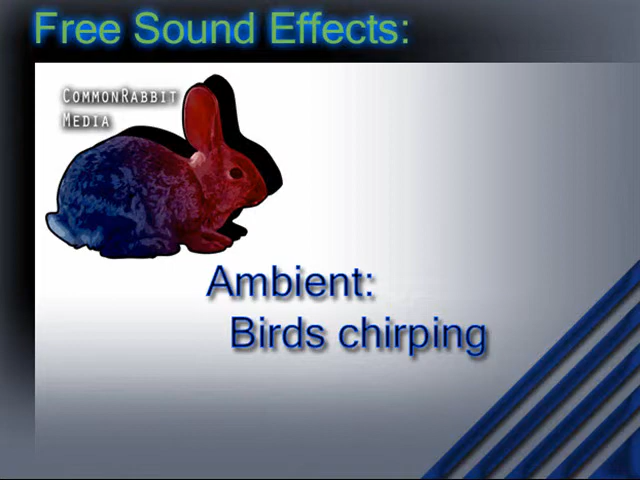 Free Sound Effects:
CommonRabbit
Media
Ambient:
Birds chirping